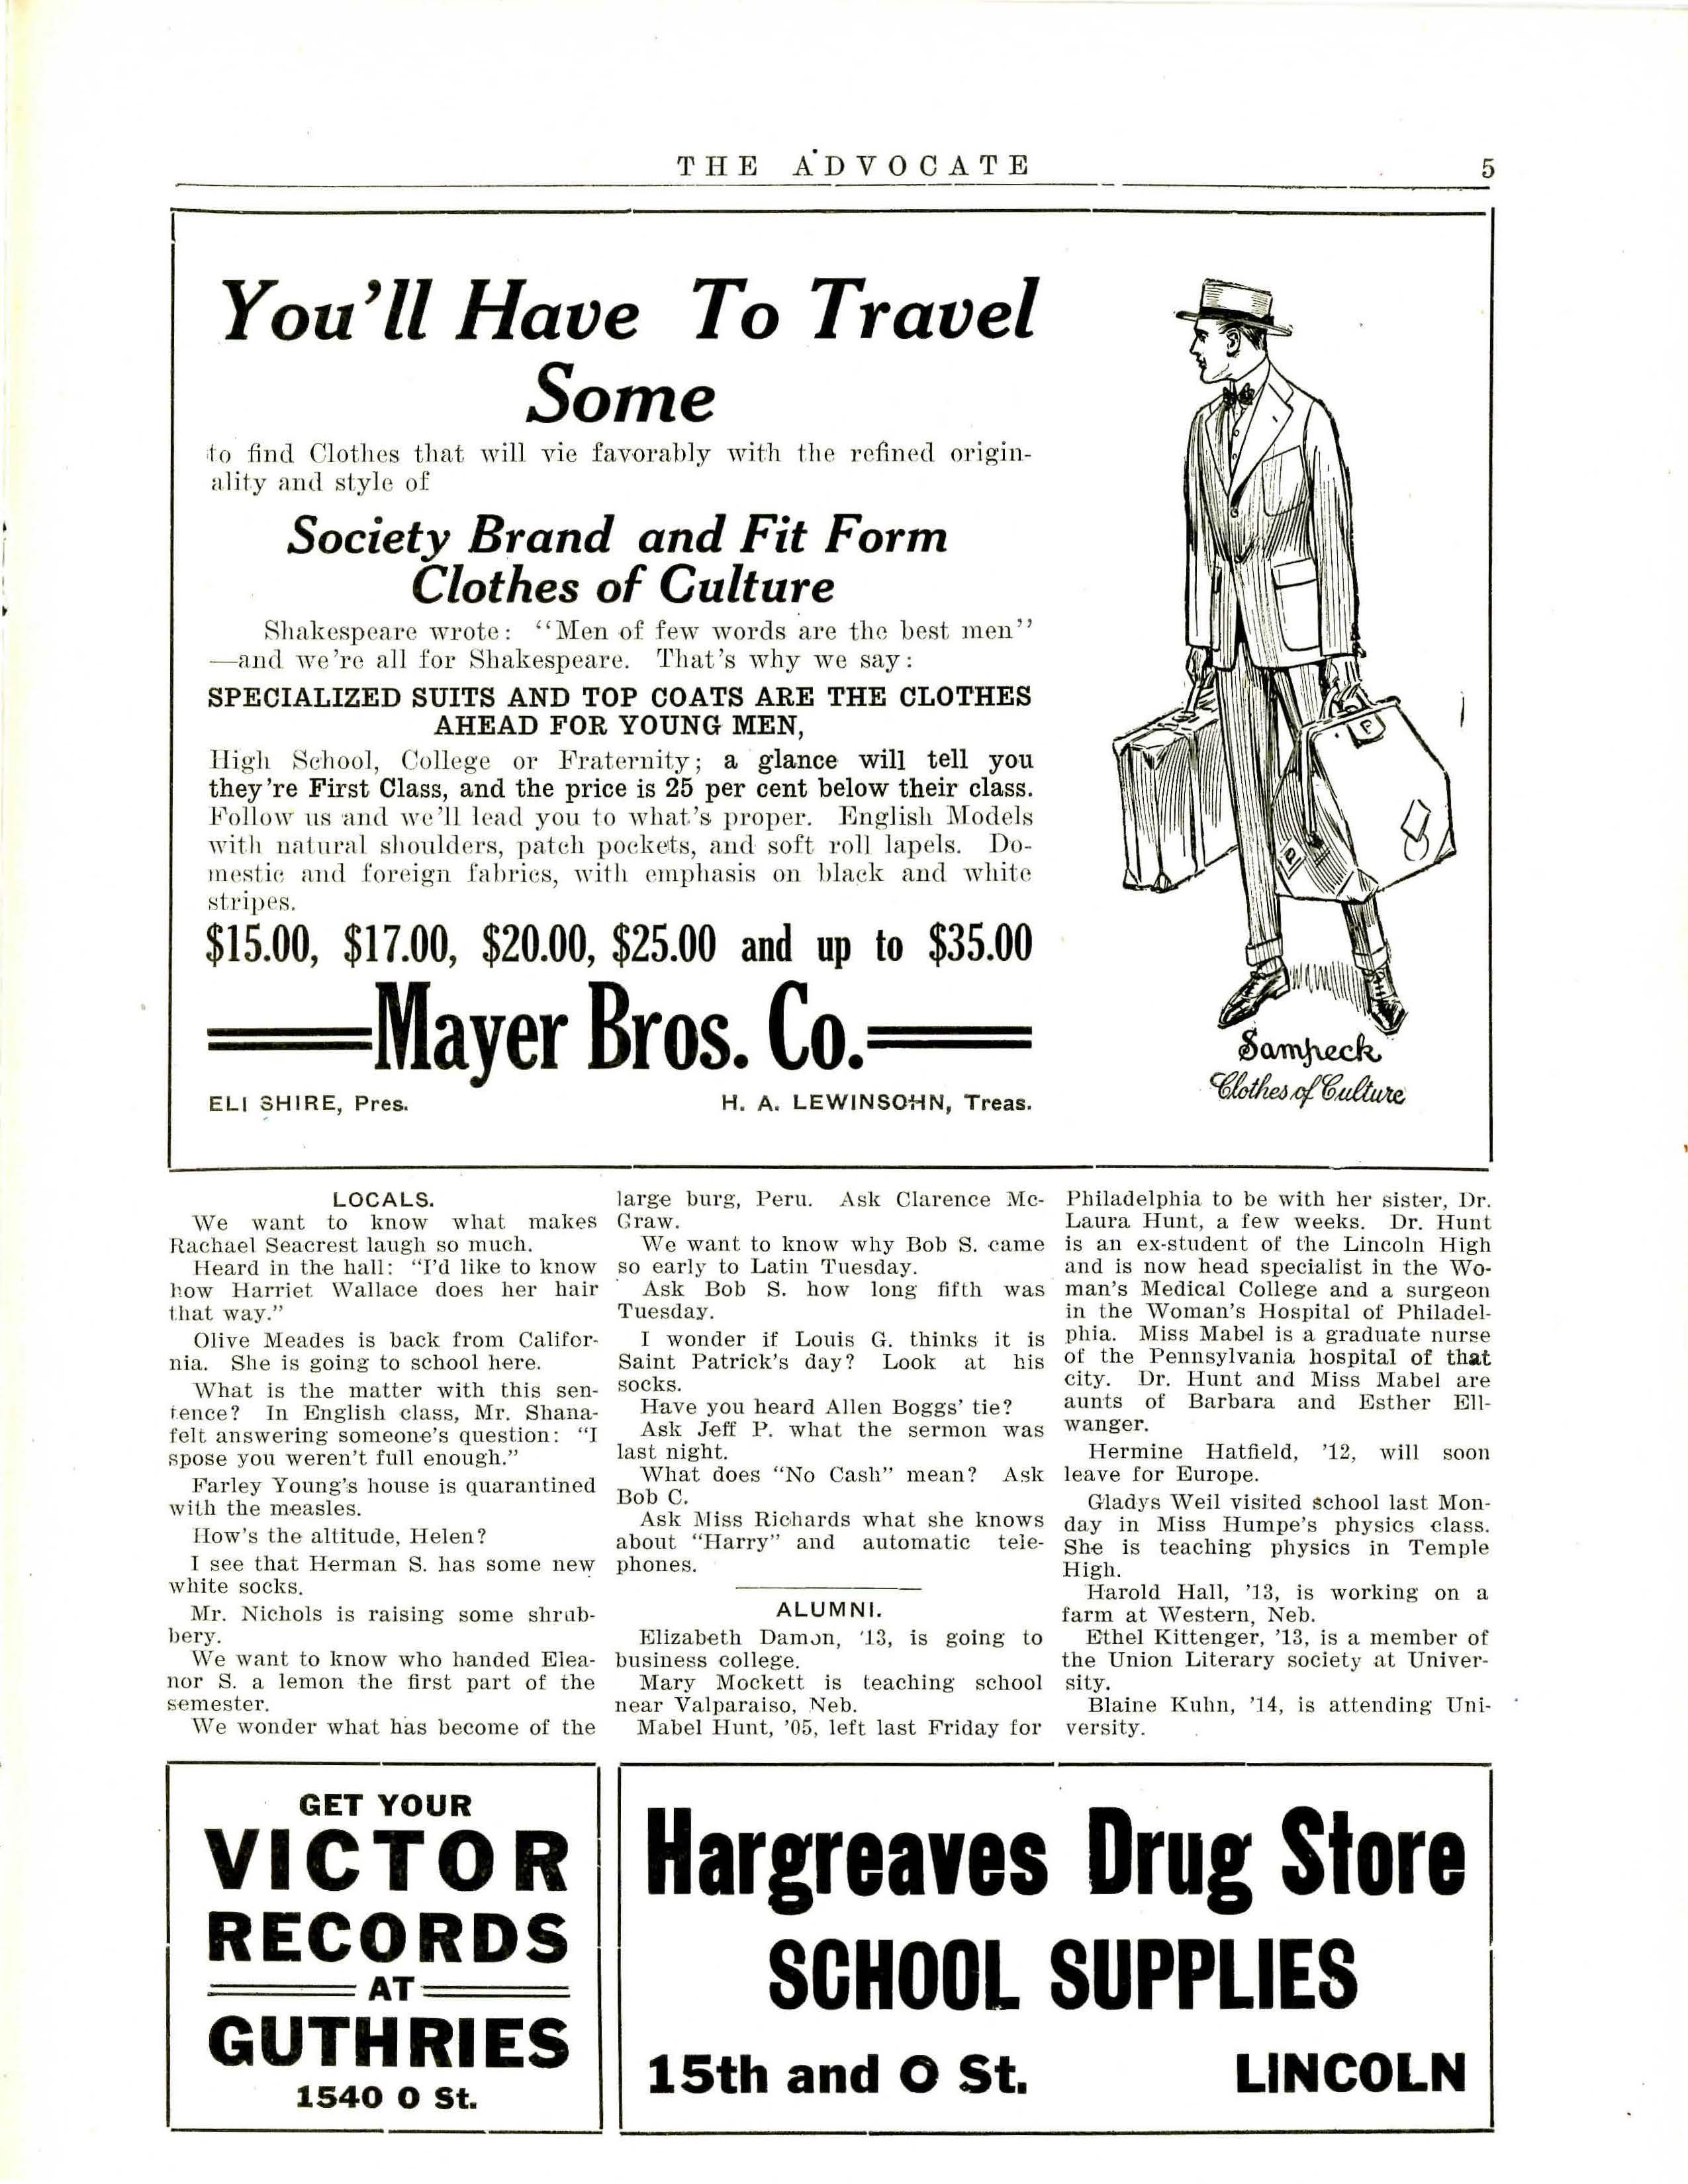 THE ADVOCATE
5
You'll Have To Travel
Some
to find Clothes that will vie favorably with the refined origin-
ality and style of
Society Brand and Fit Form
Clothes of Culture
Shakespeare wrote: "Men of few words are the best men"
—and we're all for Shakespeare. That's why we say:
SPECIALIZED SUITS AND TOP COATS ARE THE CLOTHES
AHEAD FOR YOUNG MEN,
High School, College or Fraternity; a glance will tell you
they're First Class, and the price is 25 per cent below their class.
Follow us and we'll lead you to what's proper. English Models
with natural shoulders, patch pockets, and soft roll lapels. Do-
mestic and foreign fabrics, with emphasis on black and white
stripes.
$15.00, $17.00, $20.00, $25.00 and up to $35.00
Mayer Bros. Co.
ELI SHIRE, Pres.
H. A. LEWINSOHN, Treas.
Sampeck
Clothes of Culture
LOCALS.
We want to know what makes
Rachael Seacrest laugh so much.
Heard in the hall: "I'd like to know
how Harriet Wallace does her hair
that way."
Olive Meades is back from Califor-
nia. She is going to school here.
What is the matter with this sen-
tence? In English class, Mr. Shana-
felt answering someone's question: "I
spose you weren't full enough."
Farley Young's house is quarantined
with the measles.
How's the altitude, Helen?
I see that Herman S. has some new
white socks.
Mr. Nichols is raising some shrub-
bery.
We want to know who handed Elea-
nor S. a lemon the first part of the
semester.
We wonder what has become of the
large burg, Peru. Ask Clarence Mc-
Graw.
We want to know why Bob S. came
so early to Latin Tuesday.
Ask Bob S. how long fifth was
Tuesday.
I wonder if Louis G. thinks it is
Saint Patrick's day? Look at his
socks.
Have you heard Allen Boggs' tie?
Ask Jeff P. what the sermon was
last night.
What does "No Cash" mean? Ask
Bob C.
Ask Miss Richards what she knows
about "Harry" and automatic tele-
phones.
ALUMNI.
Elizabeth Damon, '13, is going to
business college.
Mary Mockett is teaching school
near Valparaiso, Neb.
Mabel Hunt, '05, left last Friday for
Philadelphia to be with her sister, Dr.
Laura Hunt, a few weeks. Dr. Hunt
is an ex-student of the Lincoln High
and is now head specialist in the Wo-
man's Medical College and a surgeon
in the Woman's Hospital of Philadel-
phia. Miss Mabel is a graduate nurse
of the Pennsylvania hospital of that
city. Dr. Hunt and Miss Mabel are
aunts of Barbara and Esther Ell-
wanger.
Hermine Hatfield, '12, will soon
leave for Europe.
Gladys Weil visited school last Mon-
day in Miss Humpe's physics class.
She is teaching physics in Temple
High.
Harold Hall, '13, is working on a
farm at Western, Neb.
Ethel Kittenger, '13, is a member of
the Union Literary society at Univer-
sity.
Blaine Kuhn, '14, is attending Uni-
versity.
GET YOUR
VICTOR
RECORDS
AT
GUTHRIES
1540 O St.
Hargreaves Drug Store
SCHOOL SUPPLIES
15th and O St. LINCOLN